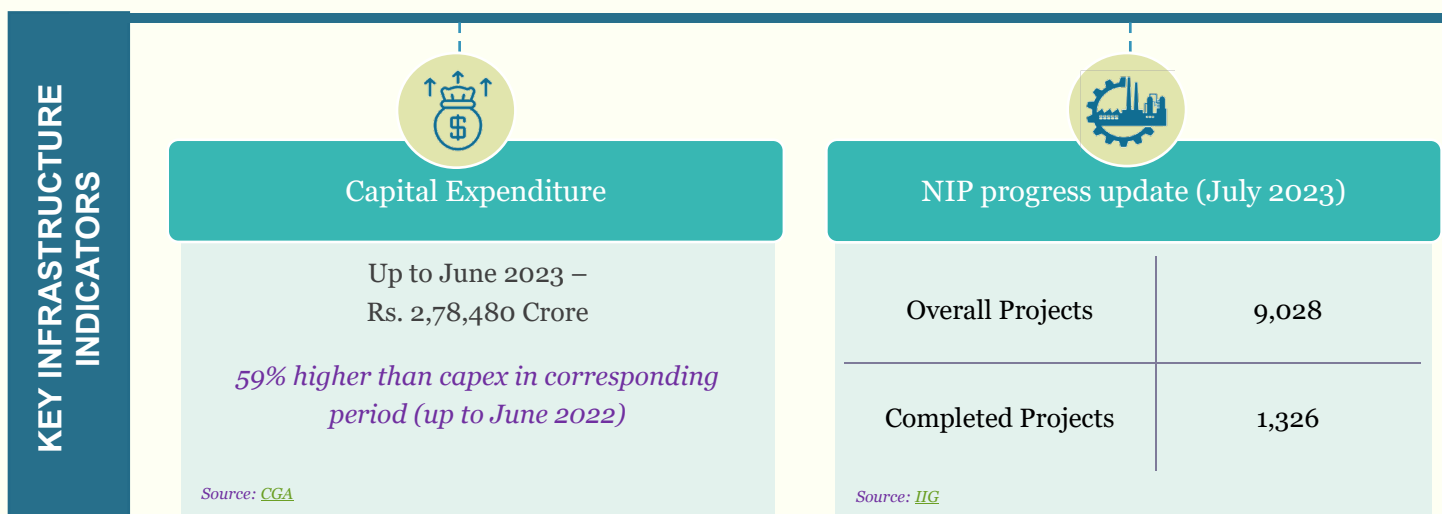 KEY INFRASTRUCTURE
INDICATORS
$
Capital Expenditure
Up to June 2023 –
Rs. 2,78,480 Crore
59% higher than capex in corresponding
period (up to June 2022)
Source: CGA
NIP progress update (July 2023)
Overall Projects 9,028
Completed Projects 1,326
Source: IIG